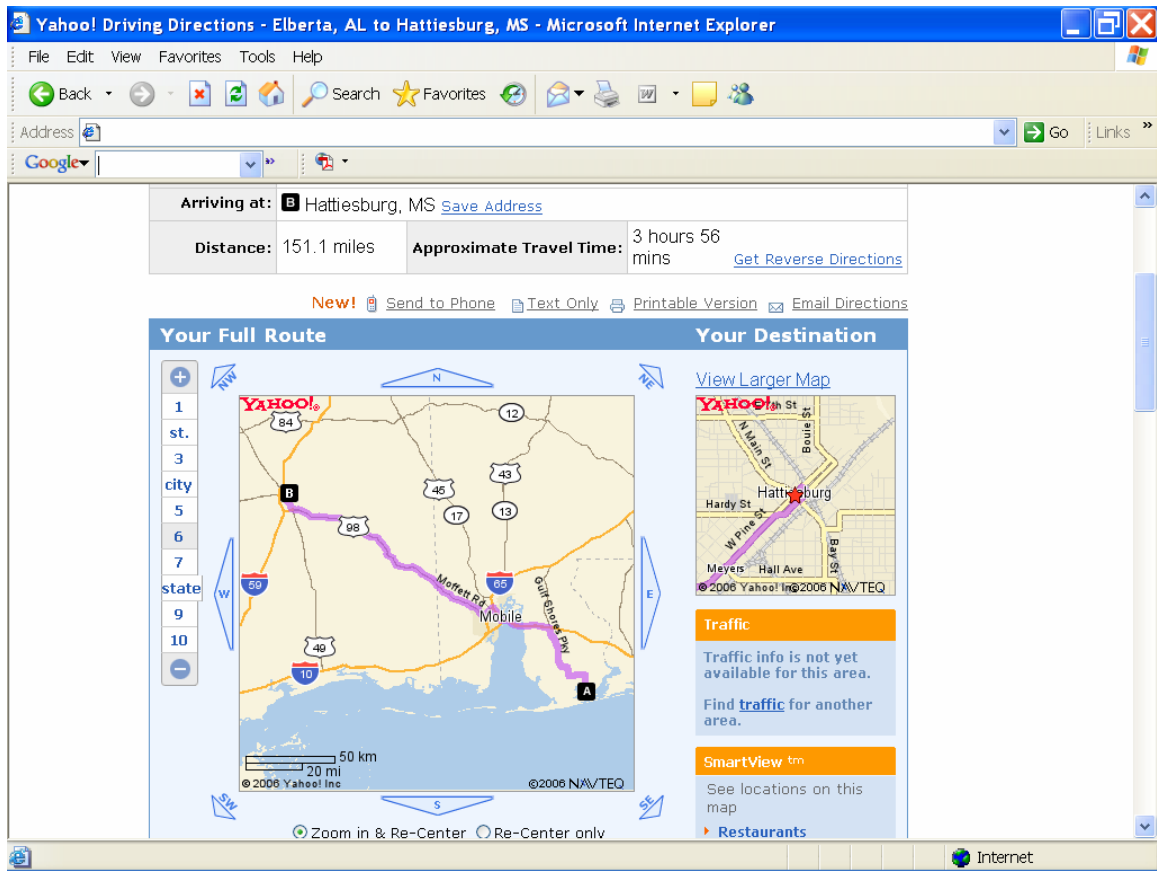 Yahoo! Driving Directions - Elberta, AL to Hattiesburg, MS - Microsoft Internet Explorer
File Edit View Favorites Tools Help
Back Search Favorites
Address Go Links »
Google
Arriving at: B Hattiesburg, MS Save Address
Distance: 151.1 miles Approximate Travel Time: 3 hours 56 mins Get Reverse Directions
New! Send to Phone Text Only Printable Version Email Directions
Your Full Route
Your Destination
+
1
st.
3
city
5
6
7
state
9
10
NW
N
NE
W
E
SW
S
SE
YAHOO!
84
12
B
45
43
17
13
98
59
65
Moffett Rd
Gulf Shores Pky
Mobile
49
10
A
50 km
20 mi
©2006 Yahoo! Inc ©2006 NAVTEQ
Zoom in & Re-Center Re-Center only
View Larger Map
YAHOO!
N Main St
Bouie St
Hattiesburg
Hardy St
W Pine St
Bay St
Meyers Hall Ave
©2006 Yahoo! In ©2006 NAVTEQ
Traffic
Traffic info is not yet
available for this area.
Find traffic for another
area.
SmartView tm
See locations on this
map
Restaurants
Internet